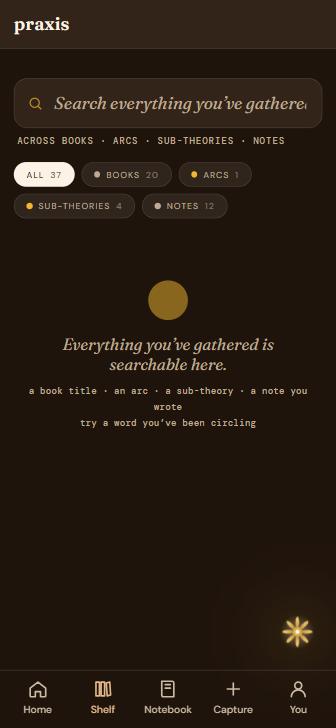 praxis
Search everything you've gathered
ACROSS BOOKS · ARCS · SUB-THEORIES · NOTES
ALL 37
BOOKS 20
ARCS 1
SUB-THEORIES 4
NOTES 12
Everything you've gathered is
searchable here.
a book title · an arc · a sub-theory · a note you
wrote
try a word you've been circling
Home
Shelf
Notebook
Capture
You